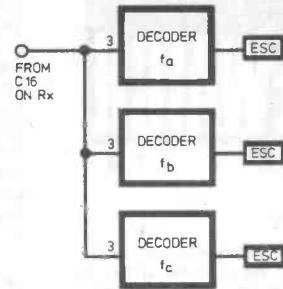 3
DECODER
fa
ESC
FROM
C16
ON Rx
3
DECODER
fb
ESC
3
DECODER
fc
ESC